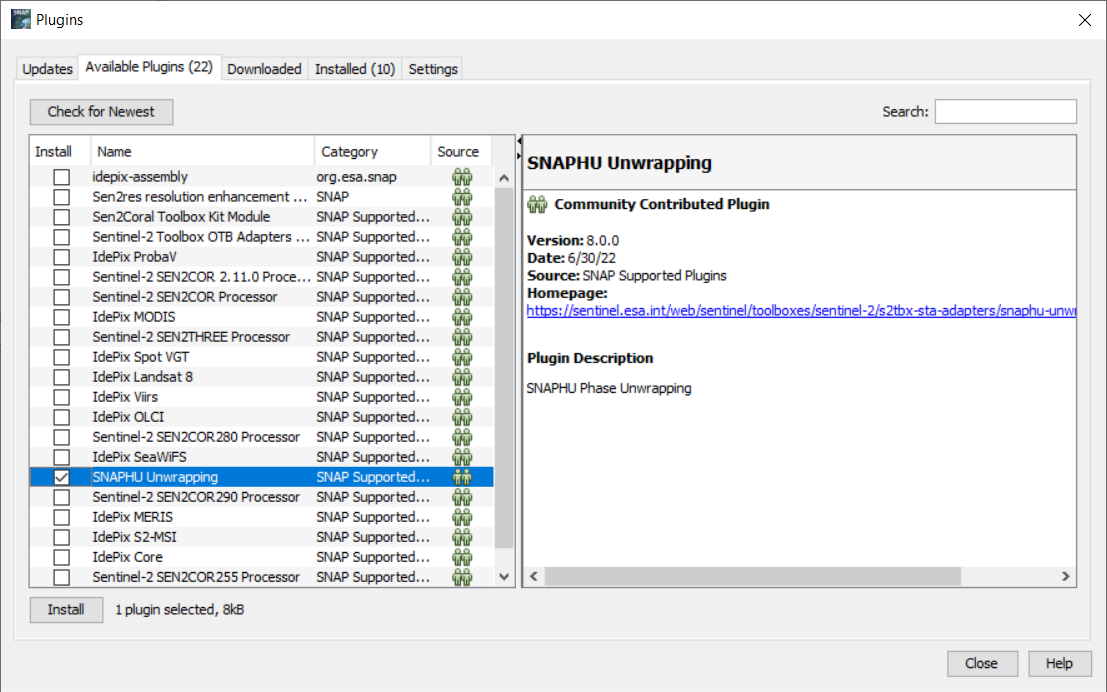 SNAP
Plugins
Updates Available Plugins (22) Downloaded Installed (10) Settings
Check for Newest Search:
Install Name Category Source
idepix-assembly org.esa.snap
Sen2res resolution enhancement ... SNAP
Sen2Coral Toolbox Kit Module SNAP Supported...
Sentinel-2 Toolbox OTB Adapters ... SNAP Supported...
IdePix ProbaV SNAP Supported...
Sentinel-2 SEN2COR 2.11.0 Proce... SNAP Supported...
Sentinel-2 SEN2COR Processor SNAP Supported...
IdePix MODIS SNAP Supported...
Sentinel-2 SEN2THREE Processor SNAP Supported...
IdePix Spot VGT SNAP Supported...
IdePix Landsat 8 SNAP Supported...
IdePix Viirs SNAP Supported...
IdePix OLCI SNAP Supported...
Sentinel-2 SEN2COR280 Processor SNAP Supported...
IdePix SeaWiFS SNAP Supported...
SNAPHU Unwrapping SNAP Supported...
Sentinel-2 SEN2COR290 Processor SNAP Supported...
IdePix MERIS SNAP Supported...
IdePix S2-MSI SNAP Supported...
IdePix Core SNAP Supported...
Sentinel-2 SEN2COR255 Processor SNAP Supported...
SNAPHU Unwrapping
Community Contributed Plugin
Version: 8.0.0
Date: 6/30/22
Source: SNAP Supported Plugins
Homepage:
https://sentinel.esa.int/web/sentinel/toolboxes/sentinel-2/s2tbx-sta-adapters/snaphu-unw
Plugin Description
SNAPHU Phase Unwrapping
Install 1 plugin selected, 8kB
Close Help